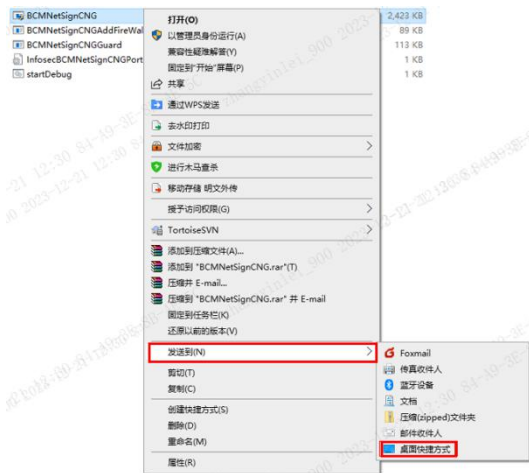 BCMNetSignCNG
打开(O)
2,423 KB
BCMNetSignCNGAddFireWal
以管理员身份运行(A)
89 KB
BCMNetSignCNGGuard
兼容性疑难解答(Y)
113 KB
InfosecBCMNetSignCNGPort
固定到"开始"屏幕(P)
1 KB
startDebug
共享
1 KB
通过WPS发送
去水印打印
文件加密
进行木马查杀
移动存储 明文外传
授予访问权限(G)
TortoiseSVN
添加到压缩文件(A)...
添加到 "BCMNetSignCNG.rar"(T)
压缩并 E-mail...
压缩到 "BCMNetSignCNG.rar" 并 E-mail
固定到任务栏(K)
还原以前的版本(V)
发送到(N)
Foxmail
剪切(T)
传真收件人
复制(C)
蓝牙设备
文档
创建快捷方式(S)
压缩(zipped)文件夹
删除(D)
邮件收件人
重命名(M)
桌面快捷方式
属性(R)